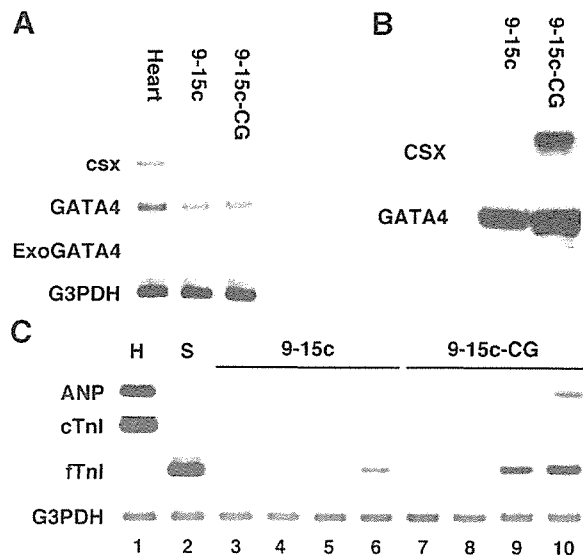 A
Heart
9-15c
9-15c-CG
csx
GATA4
ExoGATA4
G3PDH
B
9-15c
9-15c-CG
CSX
GATA4
C
H S 9-15c 9-15c-CG
ANP
cTnI
fTnI
G3PDH
1 2 3 4 5 6 7 8 9 10